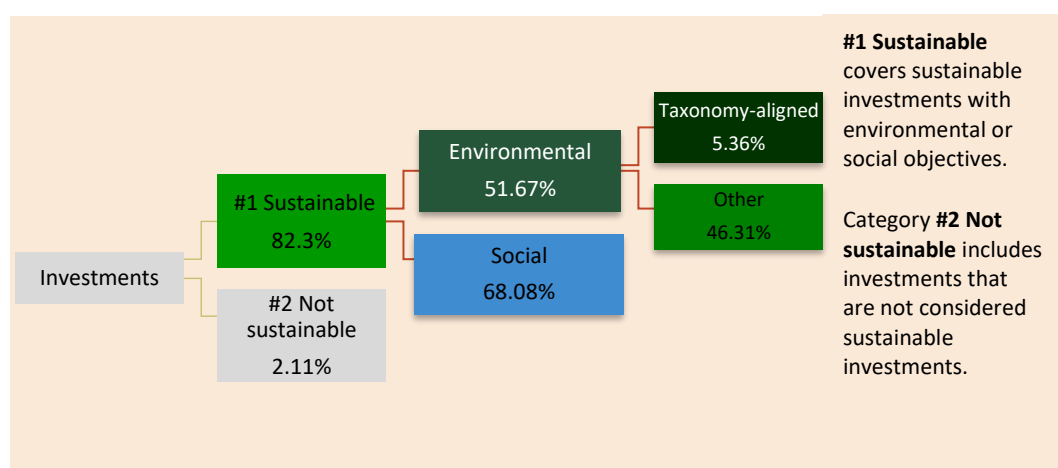 Investments
#1 Sustainable
82.3%
#2 Not
sustainable
2.11%
Environmental
51.67%
Social
68.08%
Taxonomy-aligned
5.36%
Other
46.31%
#1 Sustainable
covers sustainable
investments with
environmental or
social objectives.
Category #2 Not
sustainable includes
investments that
are not considered
sustainable
investments.